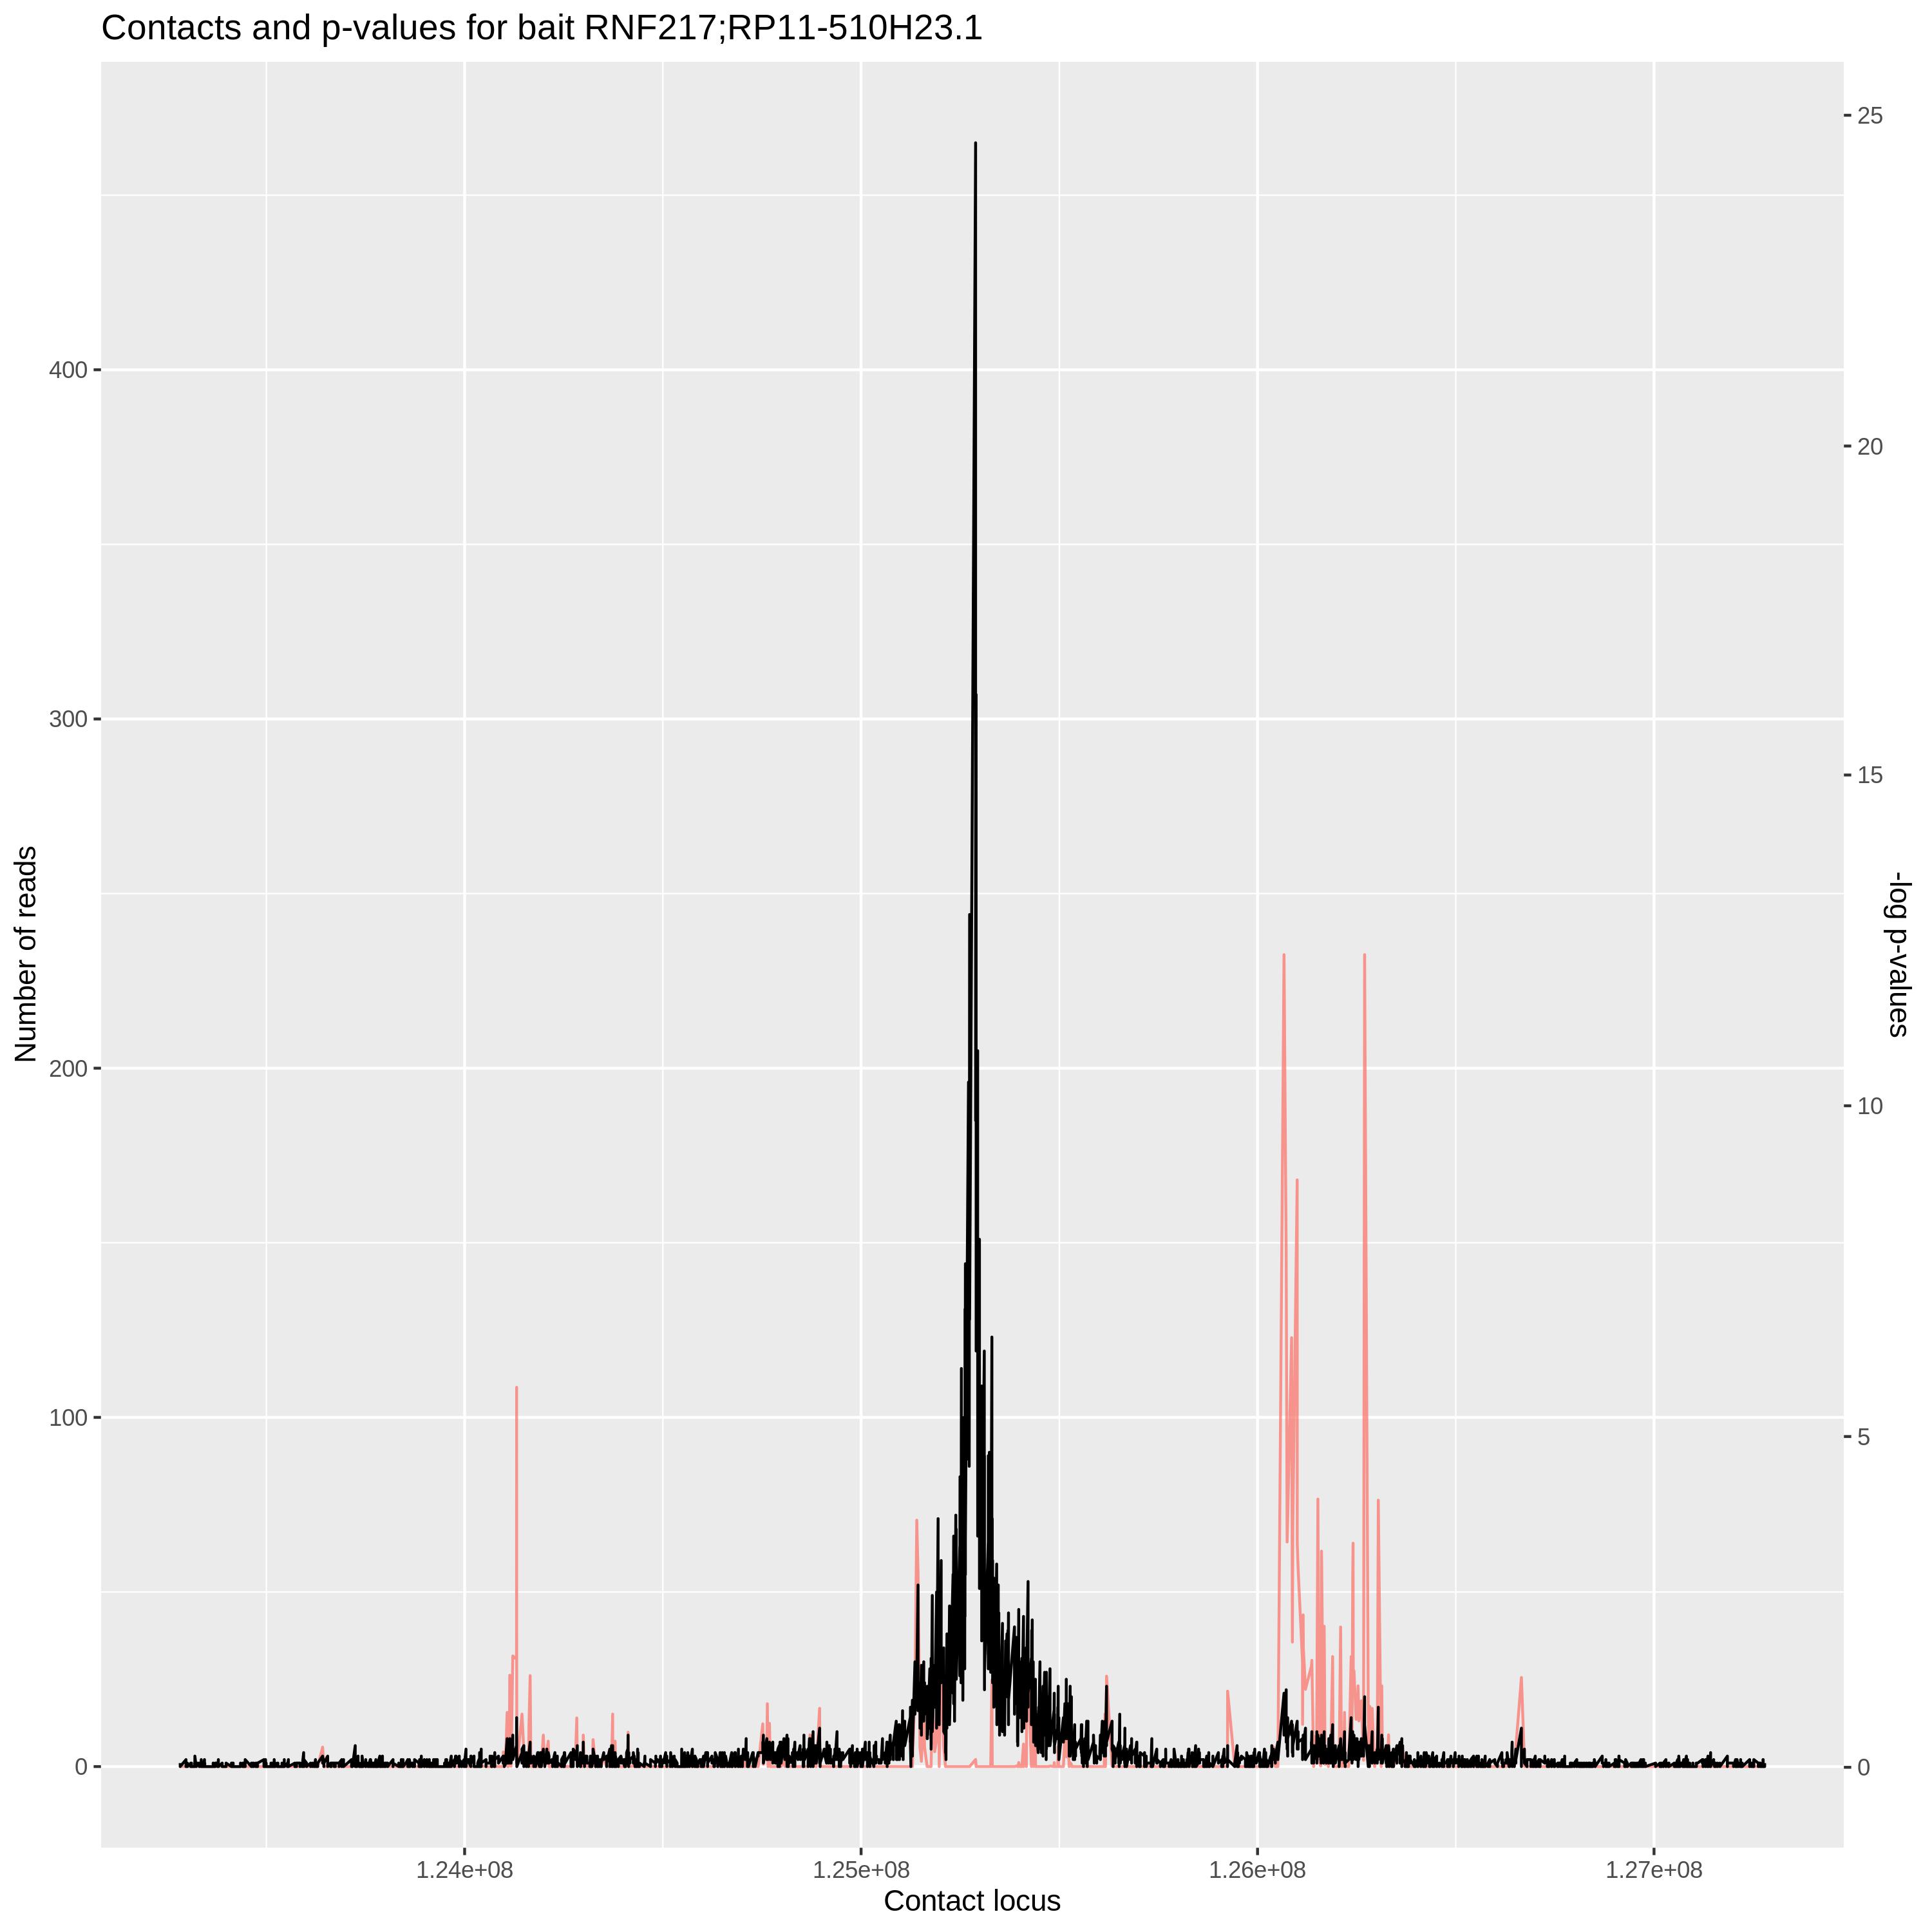 Contacts and p-values for bait RNF217;RP11-510H23.1
Number of reads
400
300
200
100
0
25
20
15
10
5
0
-log p-values
1.24e+08
1.25e+08
1.26e+08
1.27e+08
Contact locus